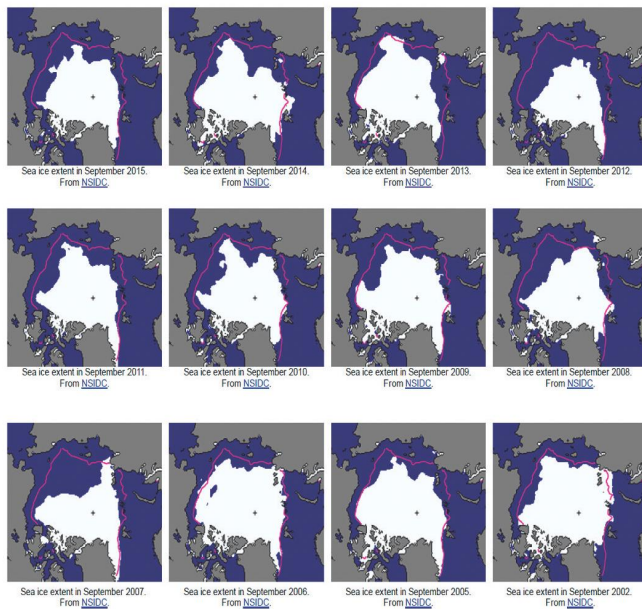 Sea ice extent in September 2015.
From NSIDC.
Sea ice extent in September 2014.
From NSIDC.
Sea ice extent in September 2013.
From NSIDC.
Sea ice extent in September 2012.
From NSIDC.
Sea ice extent in September 2011.
From NSIDC.
Sea ice extent in September 2010.
From NSIDC.
Sea ice extent in September 2009.
From NSIDC.
Sea ice extent in September 2008.
From NSIDC.
Sea ice extent in September 2007.
From NSIDC.
Sea ice extent in September 2006.
From NSIDC.
Sea ice extent in September 2005.
From NSIDC.
Sea ice extent in September 2002.
From NSIDC.